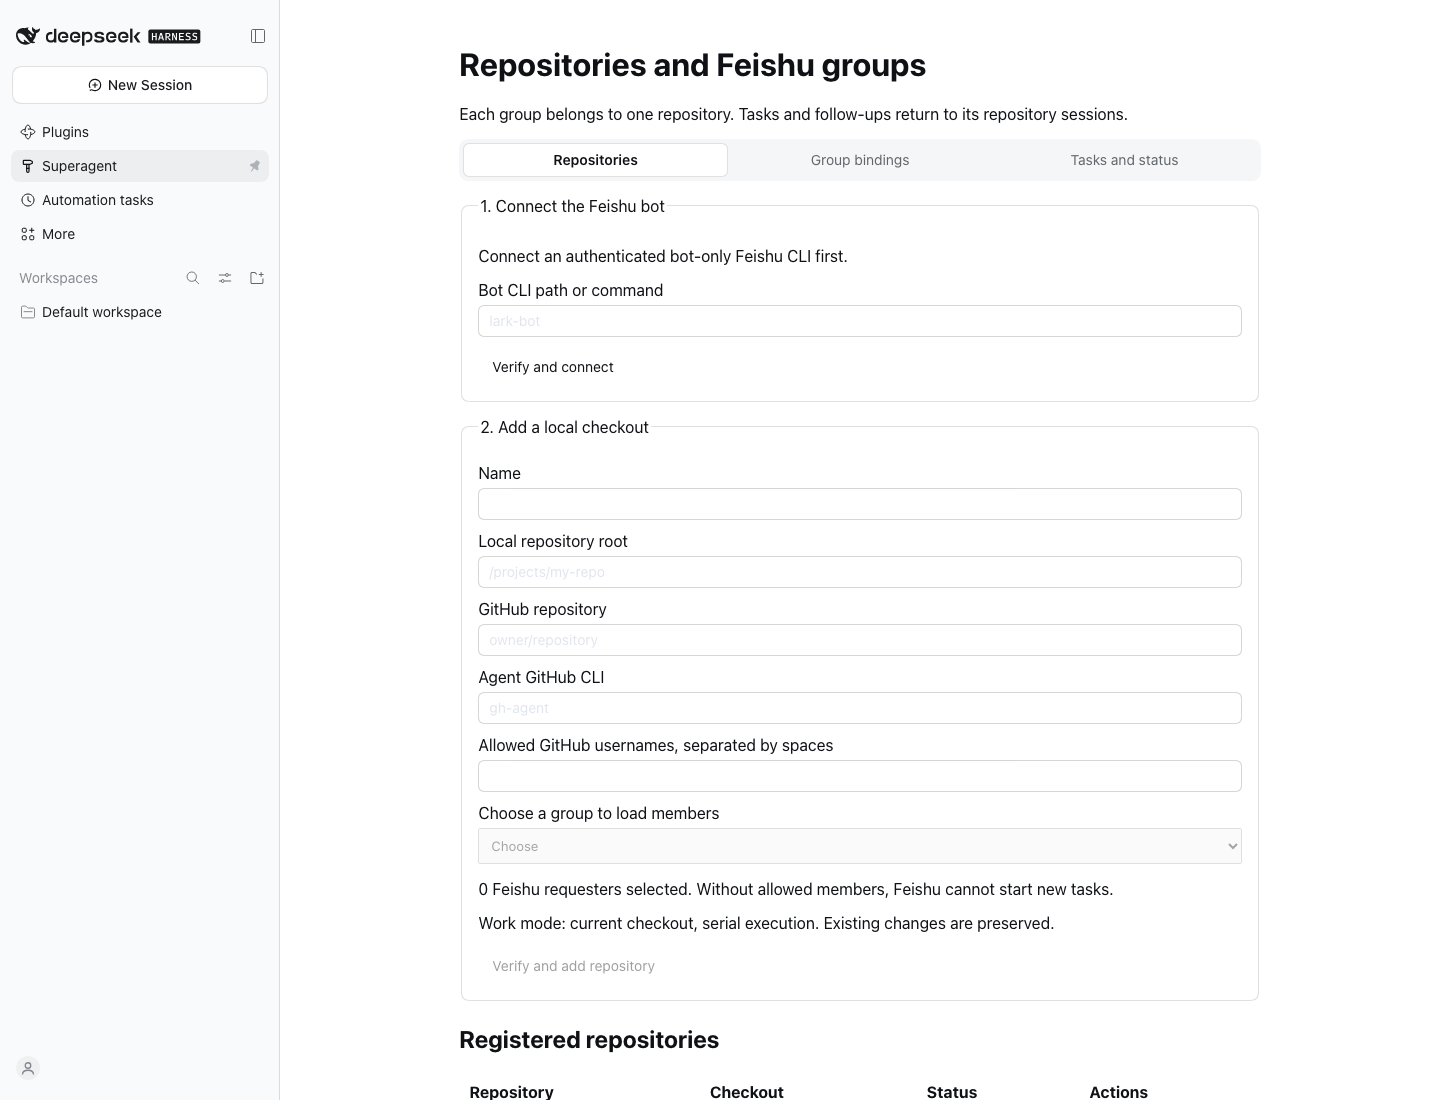 deepseek HARNESS
New Session
Plugins
Superagent
Automation tasks
More
Workspaces
Default workspace
Repositories and Feishu groups
Each group belongs to one repository. Tasks and follow-ups return to its repository sessions.
Repositories
Group bindings
Tasks and status
1. Connect the Feishu bot
Connect an authenticated bot-only Feishu CLI first.
Bot CLI path or command
lark-bot
Verify and connect
2. Add a local checkout
Name
Local repository root
/projects/my-repo
GitHub repository
owner/repository
Agent GitHub CLI
gh-agent
Allowed GitHub usernames, separated by spaces
Choose a group to load members
Choose
0 Feishu requesters selected. Without allowed members, Feishu cannot start new tasks.
Work mode: current checkout, serial execution. Existing changes are preserved.
Verify and add repository
Registered repositories
Repository
Checkout
Status
Actions